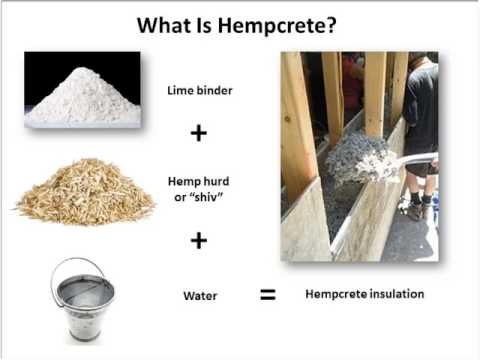 What Is Hempcrete?
Lime binder
+
Hemp hurd
or “shiv”
+
Water = Hempcrete insulation